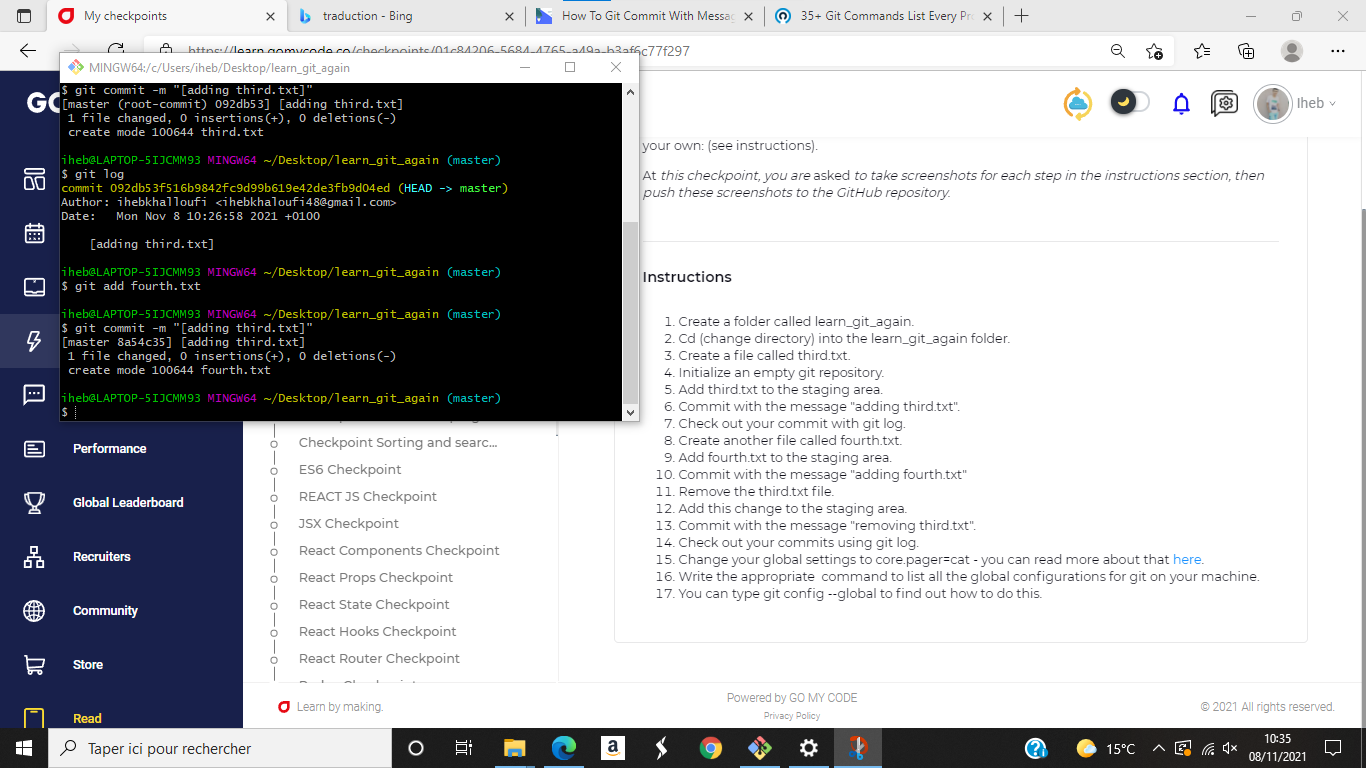 My checkpoints
traduction - Bing
How To Git Commit With Messag
35+ Git Commands List Every Pro
https://learn.gomycode.co/checkpoints/01c84206-5684-4765-a49a-b3af6c77f297
MINGW64:/c/Users/iheb/Desktop/learn_git_again
$ git commit -m "[adding third.txt]"
[master (root-commit) 092db53] [adding third.txt]
1 file changed, 0 insertions(+), 0 deletions(-)
create mode 100644 third.txt
iheb@LAPTOP-5IJCMM93 MINGW64 ~/Desktop/learn_git_again (master)
$ git log
commit 092db53f516b9842fc9d99b619e42de3fb9d04ed (HEAD -> master)
Author: ihebkhalloufi <ihebkhaloufi48@gmail.com>
Date: Mon Nov 8 10:26:58 2021 +0100
[adding third.txt]
iheb@LAPTOP-5IJCMM93 MINGW64 ~/Desktop/learn_git_again (master)
$ git add fourth.txt
iheb@LAPTOP-5IJCMM93 MINGW64 ~/Desktop/learn_git_again (master)
$ git commit -m "[adding third.txt]"
[master 8a54c35] [adding third.txt]
1 file changed, 0 insertions(+), 0 deletions(-)
create mode 100644 fourth.txt
iheb@LAPTOP-5IJCMM93 MINGW64 ~/Desktop/learn_git_again (master)
$
GO
Iheb
your own: (see instructions).
At this checkpoint, you are asked to take screenshots for each step in the instructions section, then
push these screenshots to the GitHub repository.
Instructions
1. Create a folder called learn_git_again.
2. Cd (change directory) into the learn_git_again folder.
3. Create a file called third.txt.
4. Initialize an empty git repository.
5. Add third.txt to the staging area.
6. Commit with the message "adding third.txt".
7. Check out your commit with git log.
8. Create another file called fourth.txt.
9. Add fourth.txt to the staging area.
10. Commit with the message "adding fourth.txt"
11. Remove the third.txt file.
12. Add this change to the staging area.
13. Commit with the message "removing third.txt".
14. Check out your commits using git log.
15. Change your global settings to core.pager=cat - you can read more about that here.
16. Write the appropriate command to list all the global configurations for git on your machine.
17. You can type git config --global to find out how to do this.
Performance
Global Leaderboard
Recruiters
Community
Store
Read
Checkpoint Sorting and searc...
ES6 Checkpoint
REACT JS Checkpoint
JSX Checkpoint
React Components Checkpoint
React Props Checkpoint
React State Checkpoint
React Hooks Checkpoint
React Router Checkpoint
Learn by making.
Powered by GO MY CODE
Privacy Policy
© 2021 All rights reserved.
Taper ici pour rechercher
15°C
10:35
08/11/2021